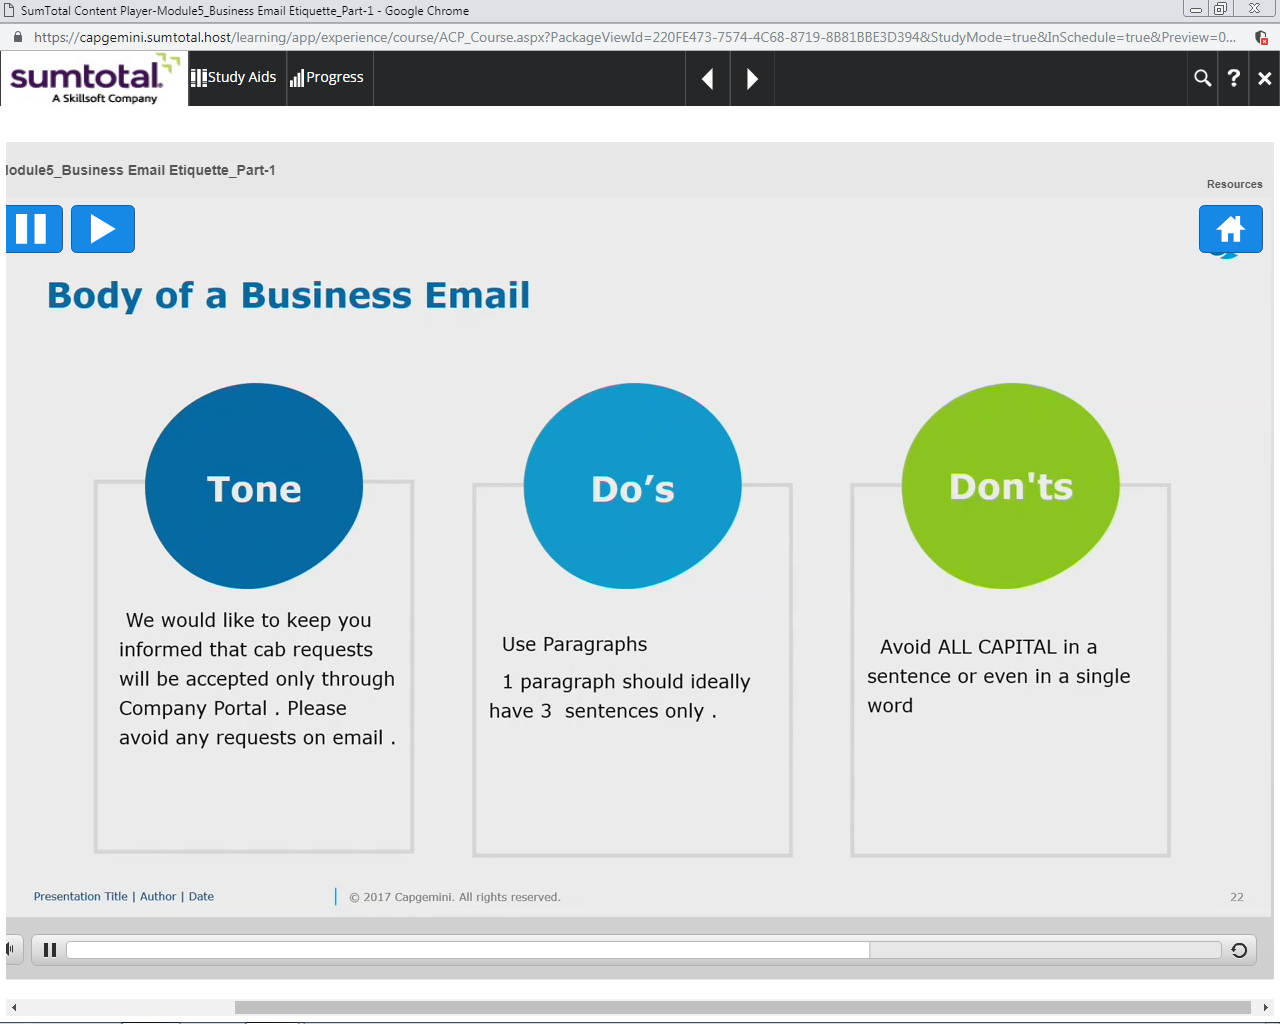 SumTotal Content Player-Module5_Business Email Etiquette_Part-1 - Google Chrome
https://capgemini.sumtotal.host/learning/app/experience/course/ACP_Course.aspx?PackageViewId=220FE473-7574-4C68-8719-8B81BBE3D394&StudyMode=true&InSchedule=true&Preview=0...
sumtotal.
A Skillsoft Company
Study Aids
Progress
?
Module5_Business Email Etiquette_Part-1
Resources
Body of a Business Email
Tone
We would like to keep you
informed that cab requests
will be accepted only through
Company Portal . Please
avoid any requests on email .
Do’s
Use Paragraphs
1 paragraph should ideally
have 3 sentences only .
Don'ts
Avoid ALL CAPITAL in a
sentence or even in a single
word
Presentation Title | Author | Date
© 2017 Capgemini. All rights reserved.
22